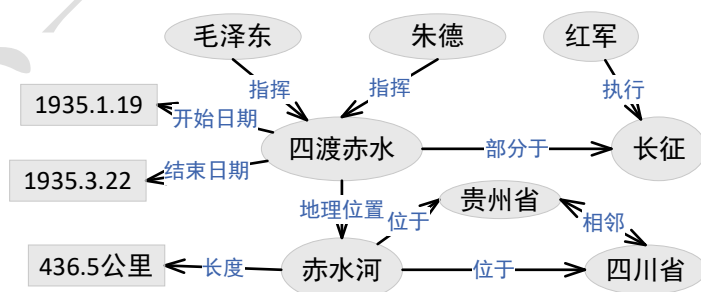 毛泽东
朱德
红军
指挥
指挥
执行
1935.1.19
开始日期
四渡赤水
部分于
长征
结束日期
1935.3.22
地理位置
位于
贵州省
相邻
436.5公里
长度
赤水河
位于
四川省